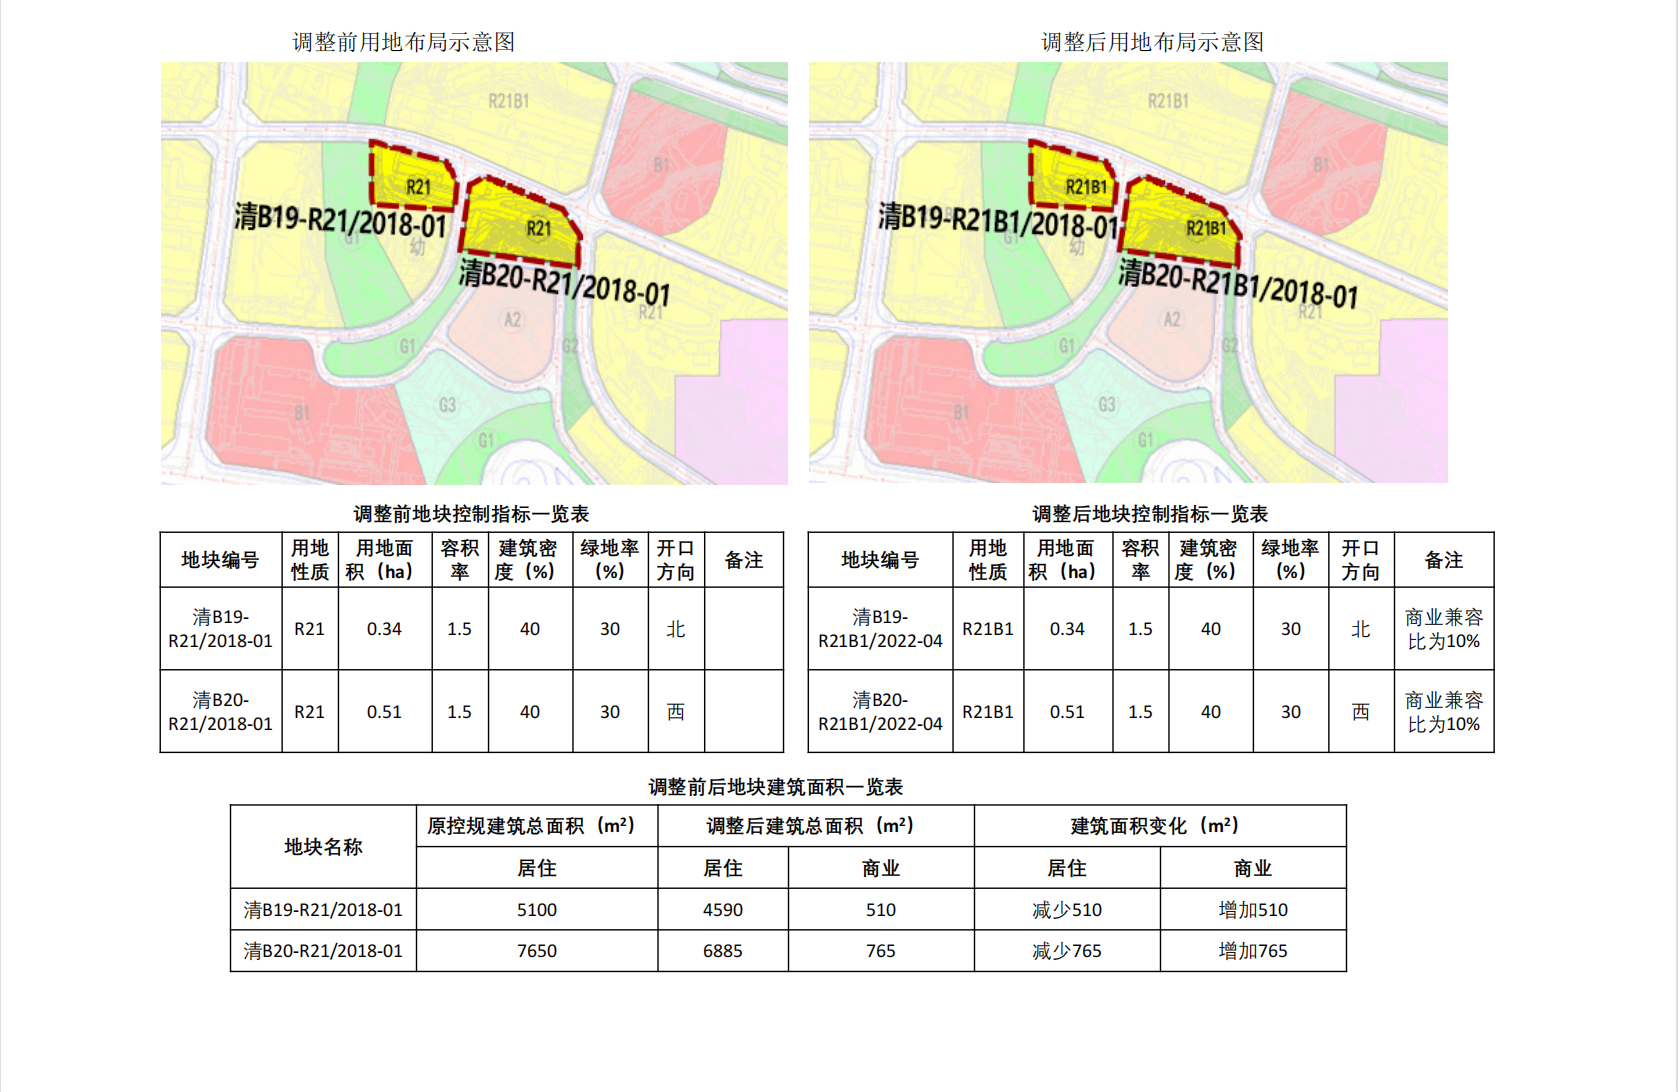 调整前用地布局示意图
调整后用地布局示意图
R21B1
B1
R21
清B19-R21/2018-01
G1
幼
R21
清B20-R21/2018-01
R21
A2
G1
G2
B1
G3
G1
R21B1
B1
R21B1
清B19-R21B1/2018-01
G1
幼
R21B1
清B20-R21B1/2018-01
R21
A2
G1
G2
B1
G3
G1
调整前地块控制指标一览表
地块编号 用地性质 用地面积（ha） 容积率 建筑密度（%） 绿地率（%） 开口方向 备注
清B19-R21/2018-01 R21 0.34 1.5 40 30 北
清B20-R21/2018-01 R21 0.51 1.5 40 30 西
调整后地块控制指标一览表
地块编号 用地性质 用地面积（ha） 容积率 建筑密度（%） 绿地率（%） 开口方向 备注
清B19-R21B1/2022-04 R21B1 0.34 1.5 40 30 北 商业兼容比为10%
清B20-R21B1/2022-04 R21B1 0.51 1.5 40 30 西 商业兼容比为10%
调整前后地块建筑面积一览表
地块名称 原控规建筑总面积（m²） 调整后建筑总面积（m²） 建筑面积变化（m²）
居住 居住 商业 居住 商业
清B19-R21/2018-01 5100 4590 510 减少510 增加510
清B20-R21/2018-01 7650 6885 765 减少765 增加765